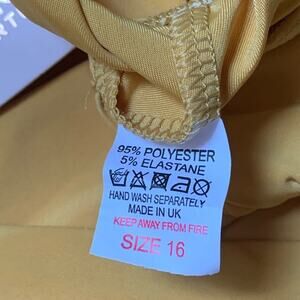 95% POLYESTER
5% ELASTANE
HAND WASH SEPARATELY
MADE IN UK
KEEP AWAY FROM FIRE
SIZE 16